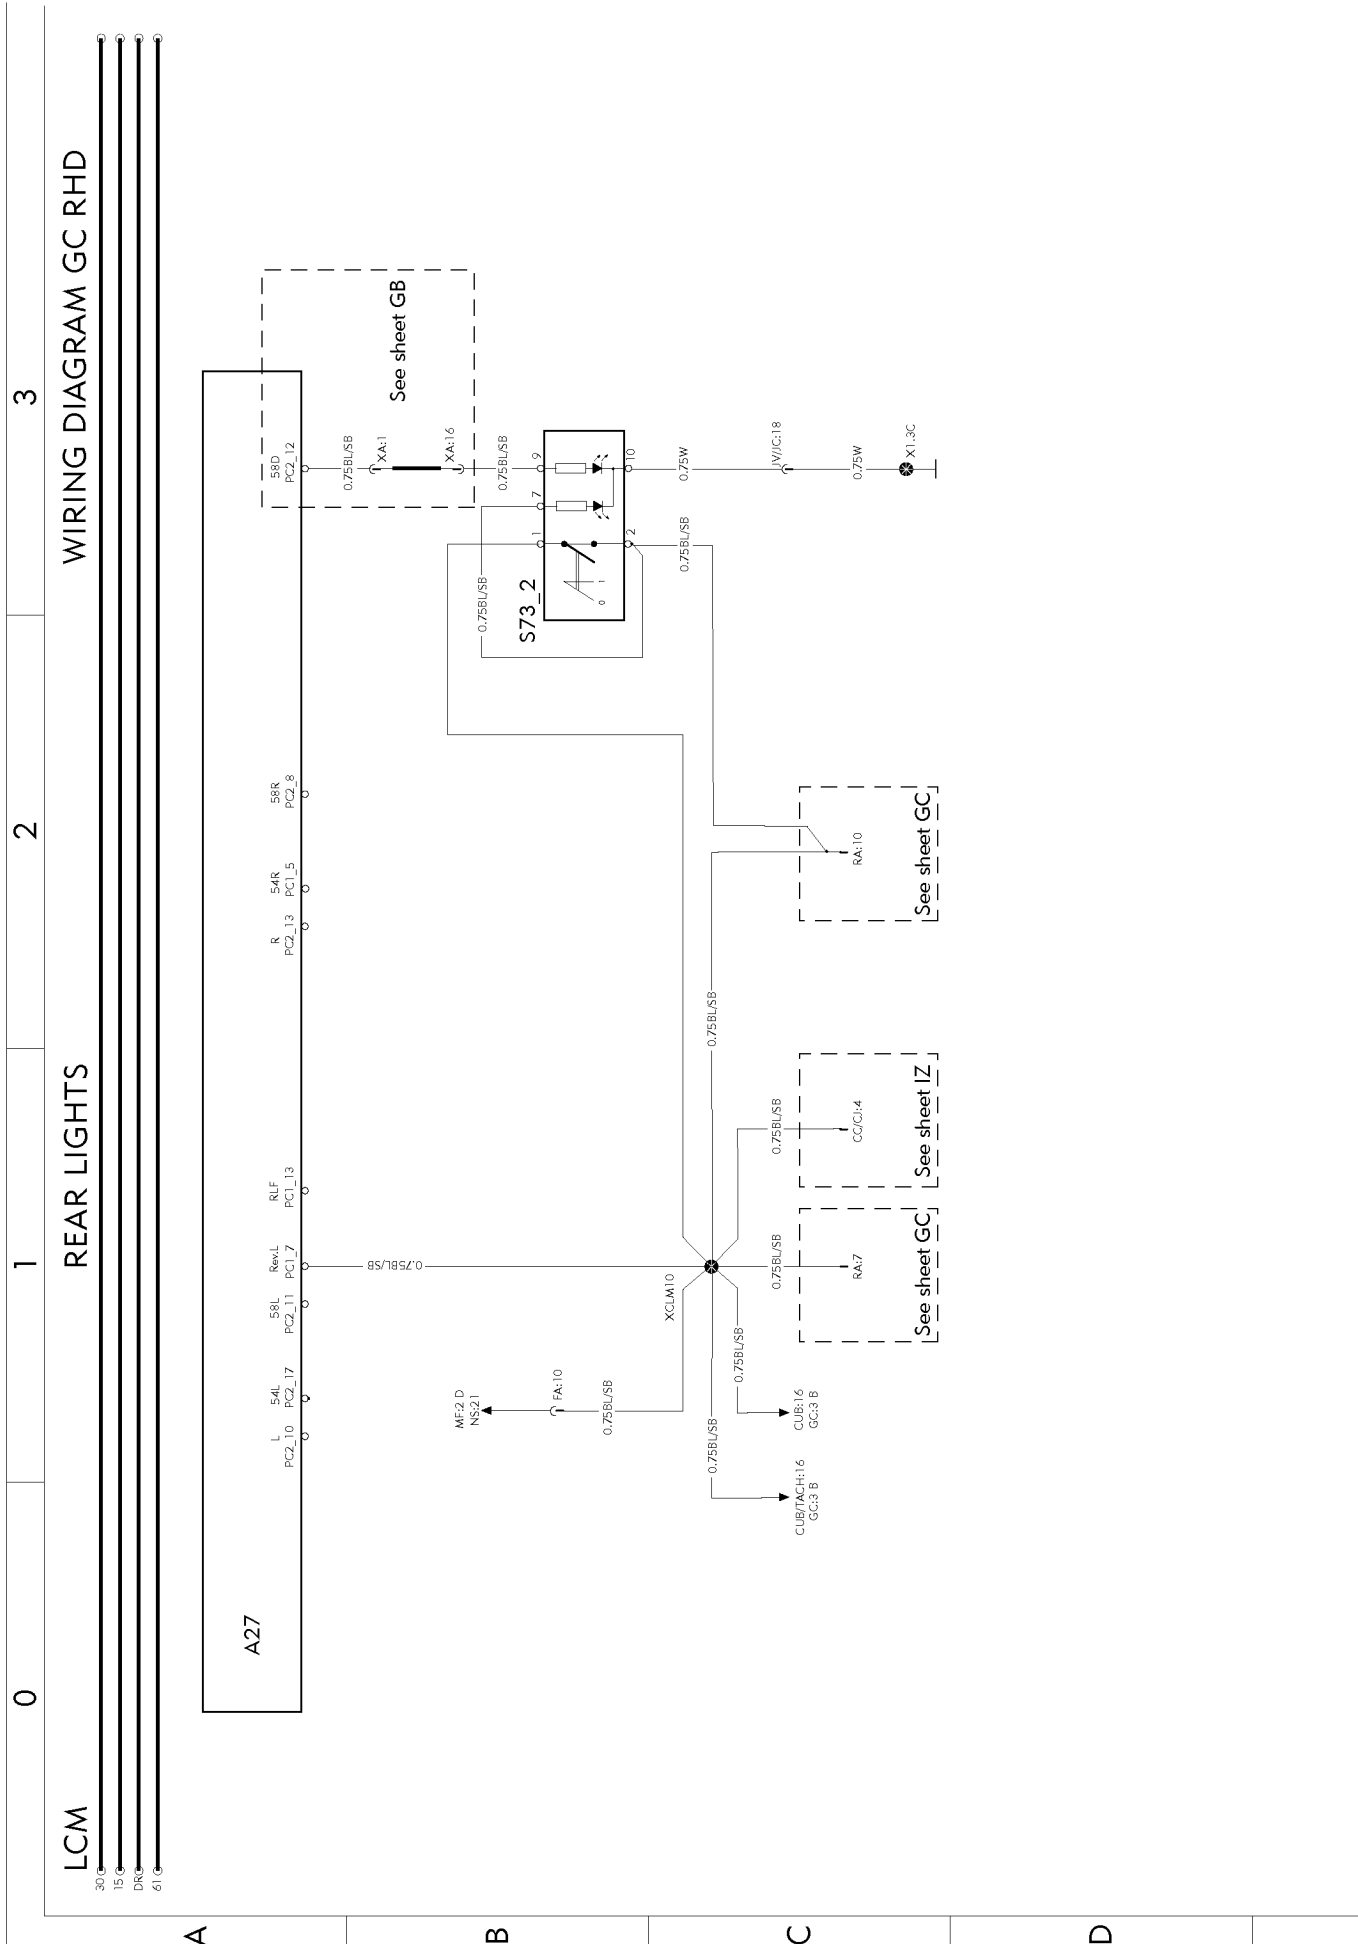 0
1
2
3
LCM
REAR LIGHTS
WIRING DIAGRAM GC RHD
30
15
DR
61
A
B
C
D
A27
L
PC2_10
54L
PC2_17
58L
PC2_11
Rev.L
PC1_7
RLF
PC1_13
R
PC2_13
54R
PC1_5
58R
PC2_8
58D
PC2_12
0.75BL/SB
0.75BL/SB
XA:1
XA:16
See sheet GB
0.75BL/SB
MF:2 D
NS:21
FA:10
0.75BL/SB
0.75BL/SB
S73_2
1
7
9
0
1
2
10
XCLM10
0.75BL/SB
0.75BL/SB
0.75BL/SB
0.75BL/SB
0.75W
0.75BL/SB
0.75BL/SB
JV/JC:18
CUB/TACH:16
GC:3 B
CUB:16
GC:3 B
RA:7
See sheet GC
CC/CJ:4
See sheet IZ
RA:10
See sheet GC
0.75W
X1.3C